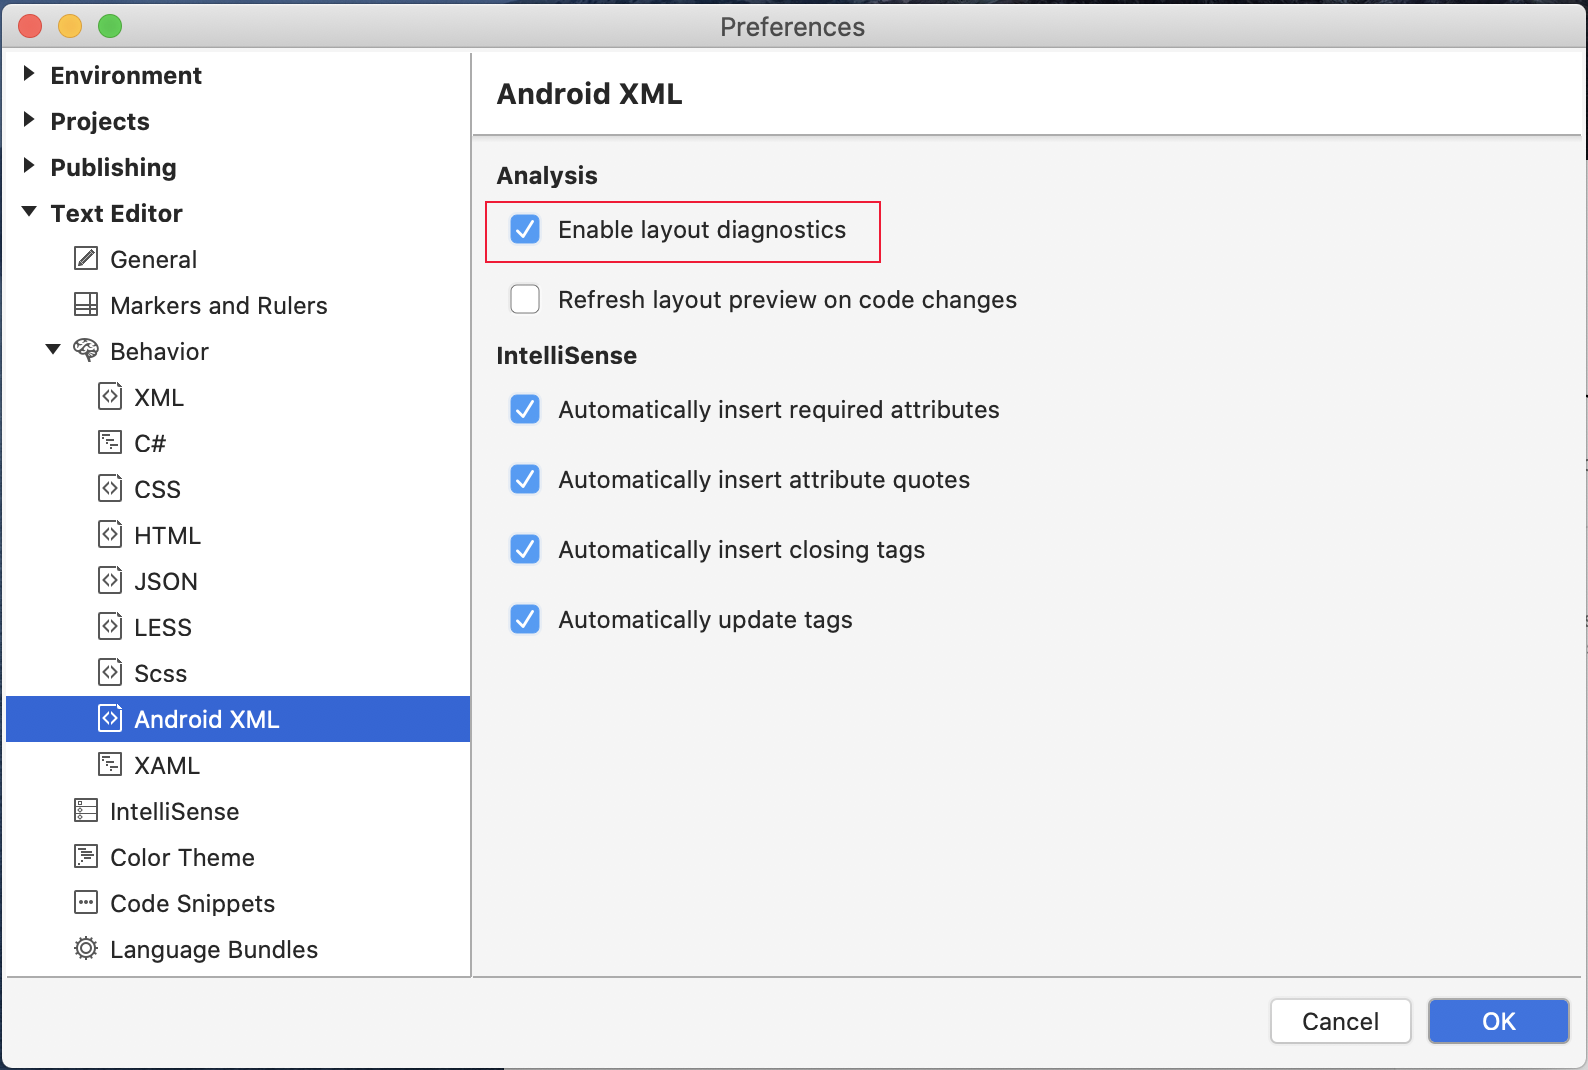 Preferences
Environment
Projects
Publishing
Text Editor
General
Markers and Rulers
Behavior
XML
C#
CSS
HTML
JSON
LESS
Scss
Android XML
XAML
IntelliSense
Color Theme
Code Snippets
Language Bundles
Android XML
Analysis
Enable layout diagnostics
Refresh layout preview on code changes
IntelliSense
Automatically insert required attributes
Automatically insert attribute quotes
Automatically insert closing tags
Automatically update tags
Cancel
OK